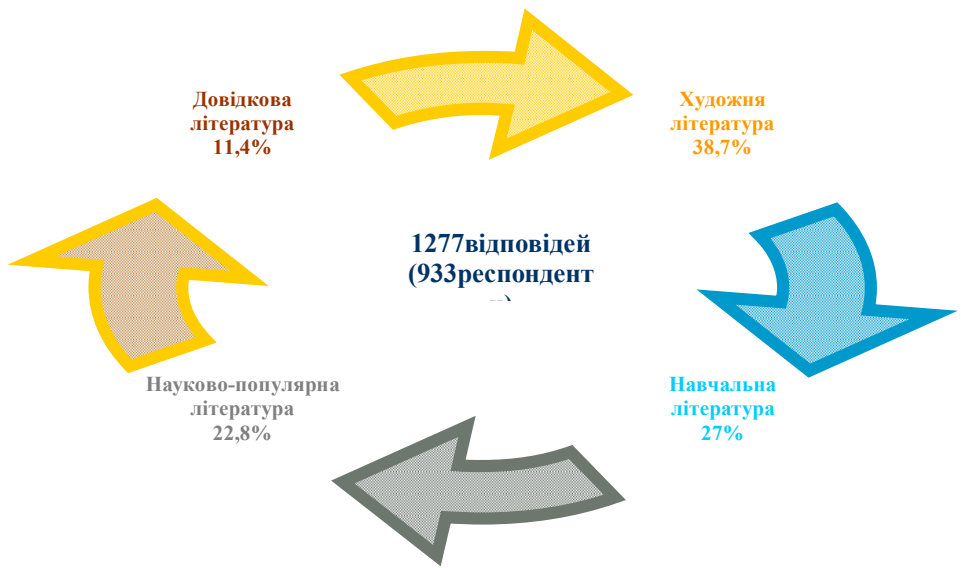 Довідкова
література
11,4%
Художня
література
38,7%
1277відповідей
(933респондент
Науково-популярна
література
22,8%
Навчальна
література
27%